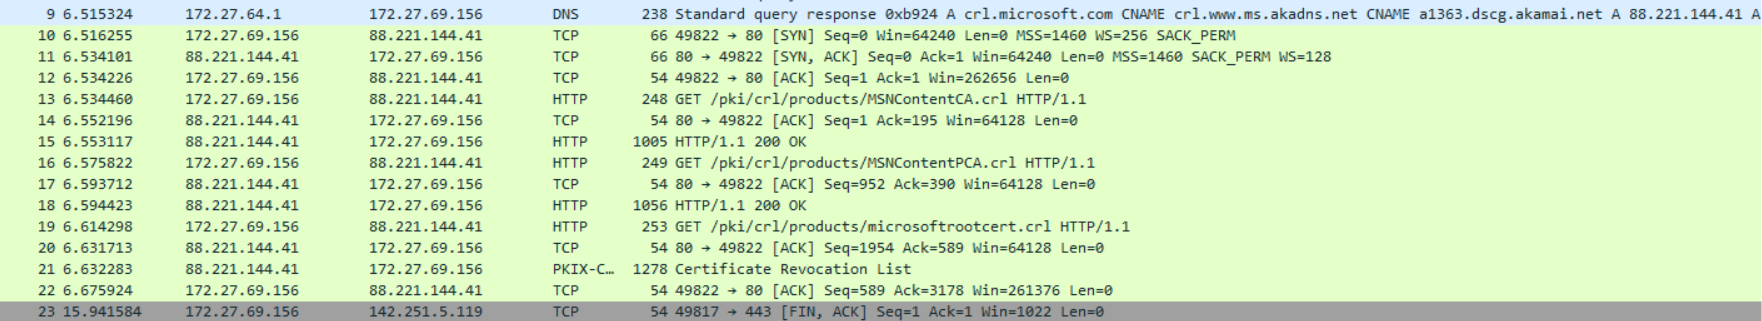 9 6.515324 172.27.64.1 172.27.69.156 DNS 238 Standard query response 0xb924 A crl.microsoft.com CNAME crl.www.ms.akadns.net CNAME a1363.dscg.akamai.net A 88.221.144.41 A
10 6.516255 172.27.69.156 88.221.144.41 TCP 66 49822 → 80 [SYN] Seq=0 Win=64240 Len=0 MSS=1460 WS=256 SACK_PERM
11 6.534101 88.221.144.41 172.27.69.156 TCP 66 80 → 49822 [SYN, ACK] Seq=0 Ack=1 Win=64240 Len=0 MSS=1460 SACK_PERM WS=128
12 6.534226 172.27.69.156 88.221.144.41 TCP 54 49822 → 80 [ACK] Seq=1 Ack=1 Win=262656 Len=0
13 6.534460 172.27.69.156 88.221.144.41 HTTP 248 GET /pki/crl/products/MSNContentCA.crl HTTP/1.1
14 6.552196 88.221.144.41 172.27.69.156 TCP 54 80 → 49822 [ACK] Seq=1 Ack=195 Win=64128 Len=0
15 6.553117 88.221.144.41 172.27.69.156 HTTP 1005 HTTP/1.1 200 OK
16 6.575822 172.27.69.156 88.221.144.41 HTTP 249 GET /pki/crl/products/MSNContentPCA.crl HTTP/1.1
17 6.593712 88.221.144.41 172.27.69.156 TCP 54 80 → 49822 [ACK] Seq=952 Ack=390 Win=64128 Len=0
18 6.594423 88.221.144.41 172.27.69.156 HTTP 1056 HTTP/1.1 200 OK
19 6.614298 172.27.69.156 88.221.144.41 HTTP 253 GET /pki/crl/products/microsoftrootcert.crl HTTP/1.1
20 6.631713 88.221.144.41 172.27.69.156 TCP 54 80 → 49822 [ACK] Seq=1954 Ack=589 Win=64128 Len=0
21 6.632283 88.221.144.41 172.27.69.156 PKIX-C… 1278 Certificate Revocation List
22 6.675924 172.27.69.156 88.221.144.41 TCP 54 49822 → 80 [ACK] Seq=589 Ack=3178 Win=261376 Len=0
23 15.941584 172.27.69.156 142.251.5.119 TCP 54 49817 → 443 [FIN, ACK] Seq=1 Ack=1 Win=1022 Len=0